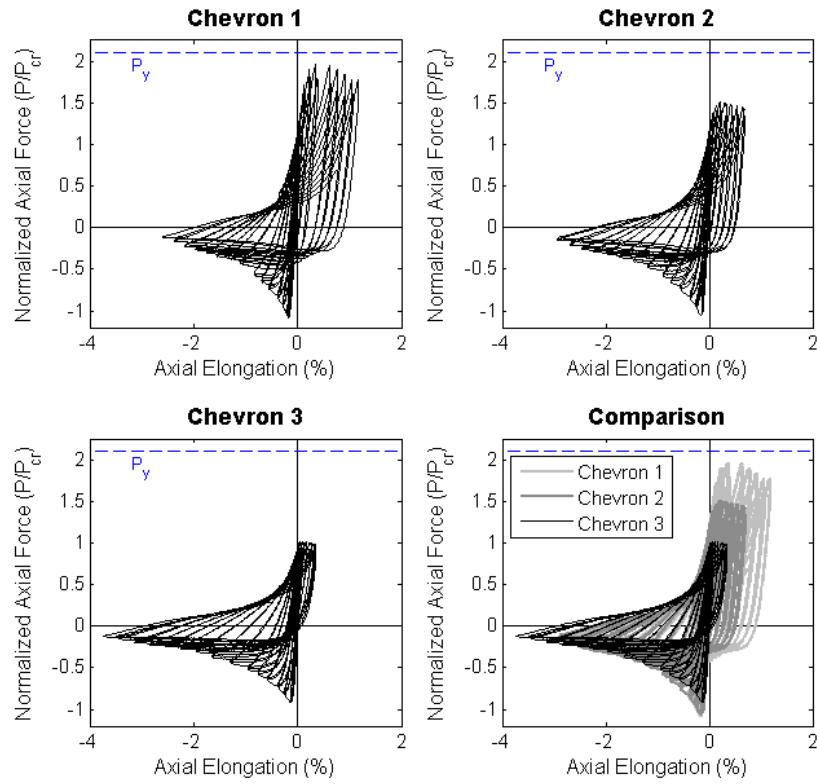 Chevron 1
Normalized Axial Force (P/Pcr)
2
1.5
1
0.5
0
-0.5
-1
Py
-4
-2
0
2
Axial Elongation (%)
Chevron 2
Normalized Axial Force (P/Pcr)
2
1.5
1
0.5
0
-0.5
-1
Py
-4
-2
0
2
Axial Elongation (%)
Chevron 3
Normalized Axial Force (P/Pcr)
2
1.5
1
0.5
0
-0.5
-1
Py
-4
-2
0
2
Axial Elongation (%)
Comparison
Normalized Axial Force (P/Pcr)
2
1.5
1
0.5
0
-0.5
-1
Chevron 1
Chevron 2
Chevron 3
-4
-2
0
2
Axial Elongation (%)